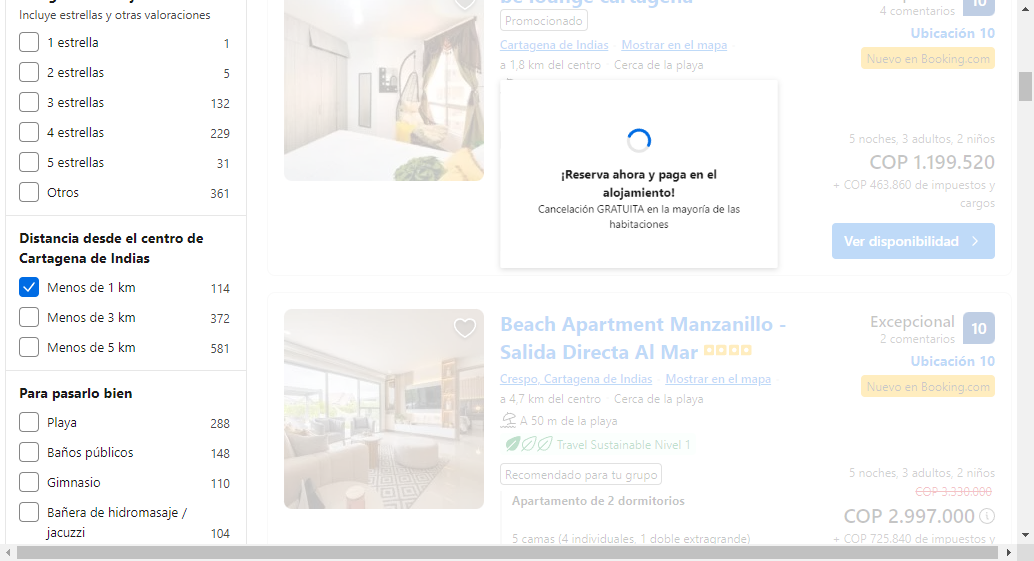 Incluye estrellas y otras valoraciones
1 estrella 1
2 estrellas 5
3 estrellas 132
4 estrellas 229
5 estrellas 31
Otros 361
Distancia desde el centro de
Cartagena de Indias
Menos de 1 km 114
Menos de 3 km 372
Menos de 5 km 581
Para pasarlo bien
Playa 288
Baños públicos 148
Gimnasio 110
Bañera de hidromasaje /
jacuzzi 104
Be lounge cartagena
Promocionado
Cartagena de Indias Mostrar en el mapa
a 1,8 km del centro · Cerca de la playa
10
4 comentarios
Ubicación 10
Nuevo en Booking.com
¡Reserva ahora y paga en el
alojamiento!
Cancelación GRATUITA en la mayoría de las
habitaciones
5 noches, 3 adultos, 2 niños
COP 1.199.520
+ COP 463.860 de impuestos y
cargos
Ver disponibilidad
Beach Apartment Manzanillo -
Salida Directa Al Mar
Crespo, Cartagena de Indias Mostrar en el mapa
a 4,7 km del centro · Cerca de la playa
A 50 m de la playa
Travel Sustainable Nivel 1
Recomendado para tu grupo
Apartamento de 2 dormitorios
5 camas (4 individuales, 1 doble extragrande)
Excepcional 10
2 comentarios
Ubicación 10
Nuevo en Booking.com
5 noches, 3 adultos, 2 niños
COP 3.330.000
COP 2.997.000
+ COP 725.840 de impuestos y